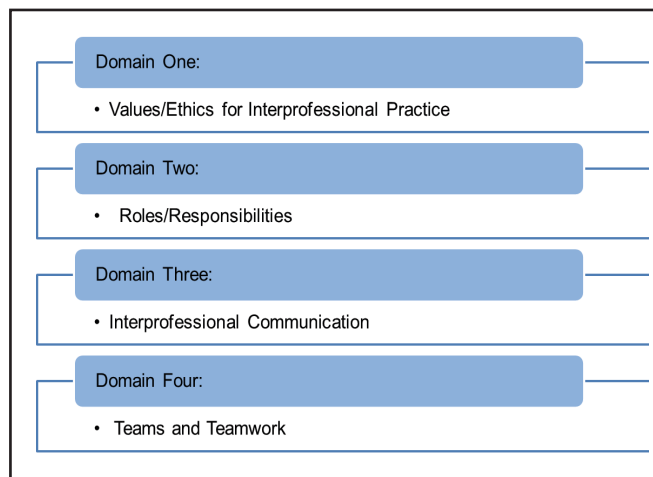 Domain One:
• Values/Ethics for Interprofessional Practice
Domain Two:
• Roles/Responsibilities
Domain Three:
• Interprofessional Communication
Domain Four:
• Teams and Teamwork